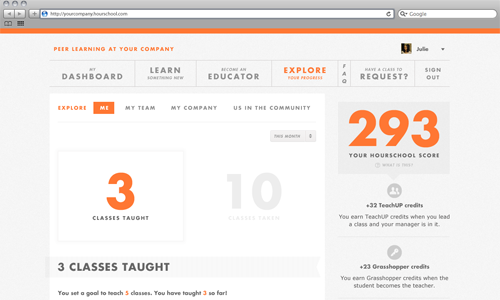 http://yourcompany.hourschool.com
Google
PEER LEARNING AT YOUR COMPANY
Julie
MY
DASHBOARD
LEARN
SOMETHING NEW
BECOME AN
EDUCATOR
EXPLORE
YOUR PROGRESS
FAQ
HAVE A CLASS TO
REQUEST?
SIGN
OUT
EXPLORE ME MY TEAM MY COMPANY US IN THE COMMUNITY
THIS MONTH
3
CLASSES TAUGHT
10
CLASSES TAKEN
293
YOUR HOURSCHOOL SCORE
WHAT IS THIS?
+32 TeachUP credits
You earn TeachUP credits when you lead
a class and your manager is in it.
+23 Grasshopper credits
You earn Grasshopper credits when the
student becomes the teacher.
3 CLASSES TAUGHT
You set a goal to teach 5 classes. You have taught 3 so far!